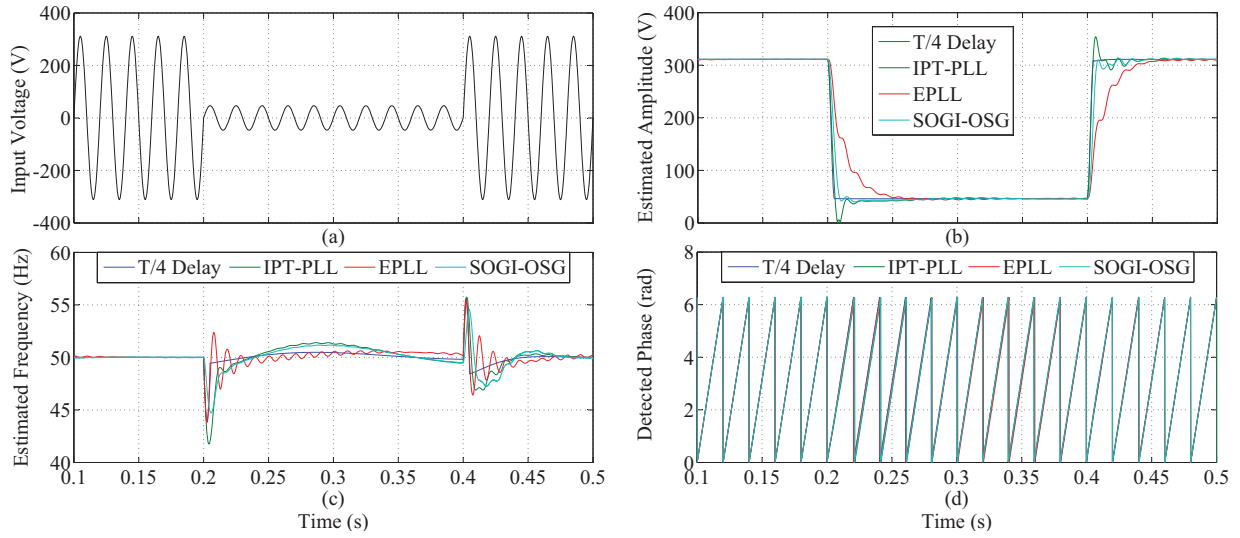 400
200
0
-200
-400
Input Voltage (V)
(a)
400
300
200
100
0
Estimated Amplitude (V)
T/4 Delay
IPT-PLL
EPLL
SOGI-OSG
(b)
60
55
50
45
40
Estimated Frequency (Hz)
T/4 Delay IPT-PLL EPLL SOGI-OSG
0.1 0.15 0.2 0.25 0.3 0.35 0.4 0.45 0.5
(c)
Time (s)
8
6
4
2
0
Detected Phase (rad)
T/4 Delay IPT-PLL EPLL SOGI-OSG
0.1 0.15 0.2 0.25 0.3 0.35 0.4 0.45 0.5
(d)
Time (s)